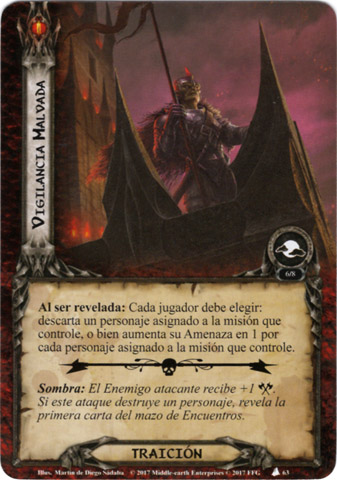 Vigilancia Malvada
6/8
Al ser revelada: Cada jugador debe elegir:
descarta un personaje asignado a la misión que
controle, o bien aumenta su Amenaza en 1 por
cada personaje asignado a la misión que controle.
Sombra: El Enemigo atacante recibe +1
Si este ataque destruye un personaje, revela la
primera carta del mazo de Encuentros.
TRAICIÓN
Illus. Martin de Diego Sádaba © 2017 Middle-earth Enterprises © 2017 FFG 63